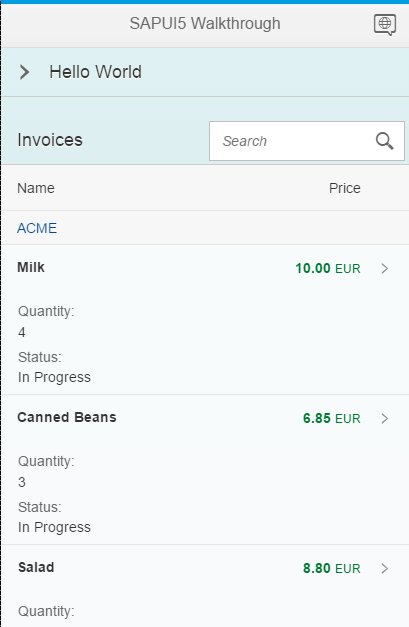 SAPUI5 Walkthrough
Hello World
Invoices Search
Name Price
ACME
Milk 10.00 EUR
Quantity:
4
Status:
In Progress
Canned Beans 6.85 EUR
Quantity:
3
Status:
In Progress
Salad 8.80 EUR
Quantity: